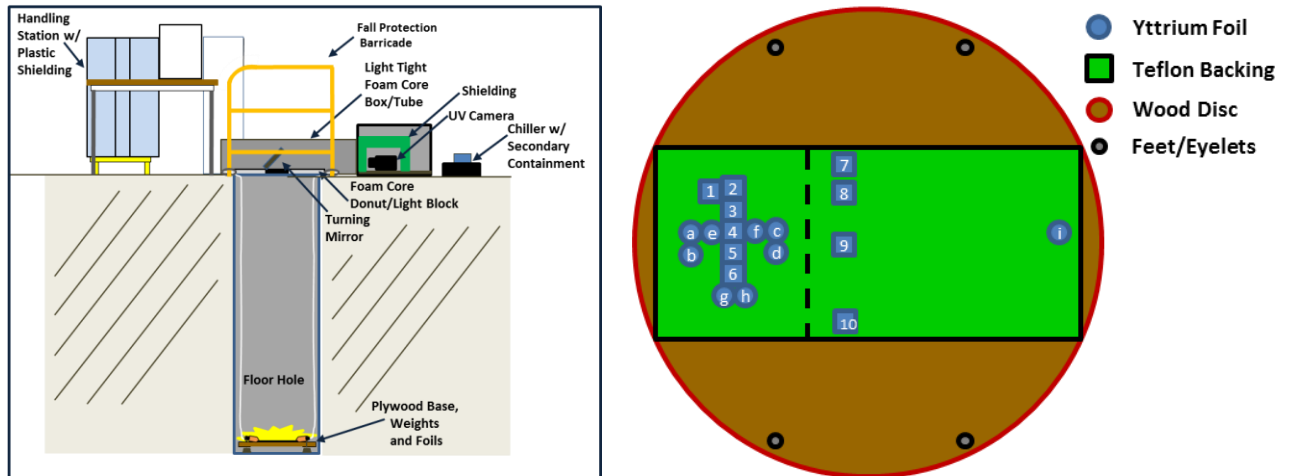 Handling
Station w/
Plastic
Shielding
Fall Protection
Barricade
Light Tight
Foam Core
Box/Tube
Shielding
UV Camera
Chiller w/
Secondary
Containment
Foam Core
Donut/Light Block
Turning
Mirror
Floor Hole
Plywood Base,
Weights
and Foils
7
1 2
8
3
a e 4 f c
i
b 5 d
9
6
g h
10
Yttrium Foil
Teflon Backing
Wood Disc
Feet/Eyelets